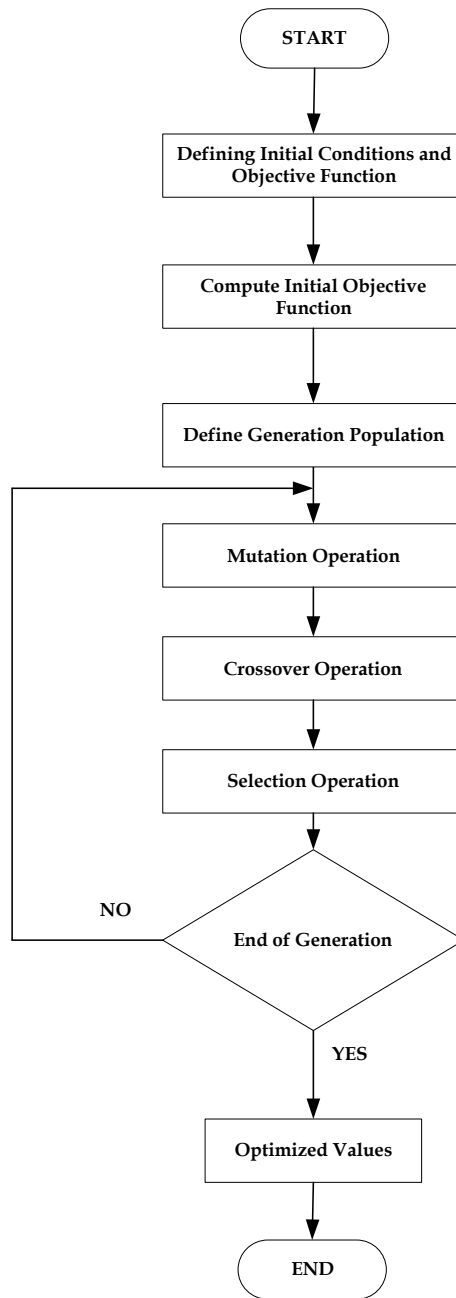 START
Defining Initial Conditions and
Objective Function
Compute Initial Objective
Function
Define Generation Population
Mutation Operation
Crossover Operation
Selection Operation
NO
End of Generation
YES
Optimized Values
END